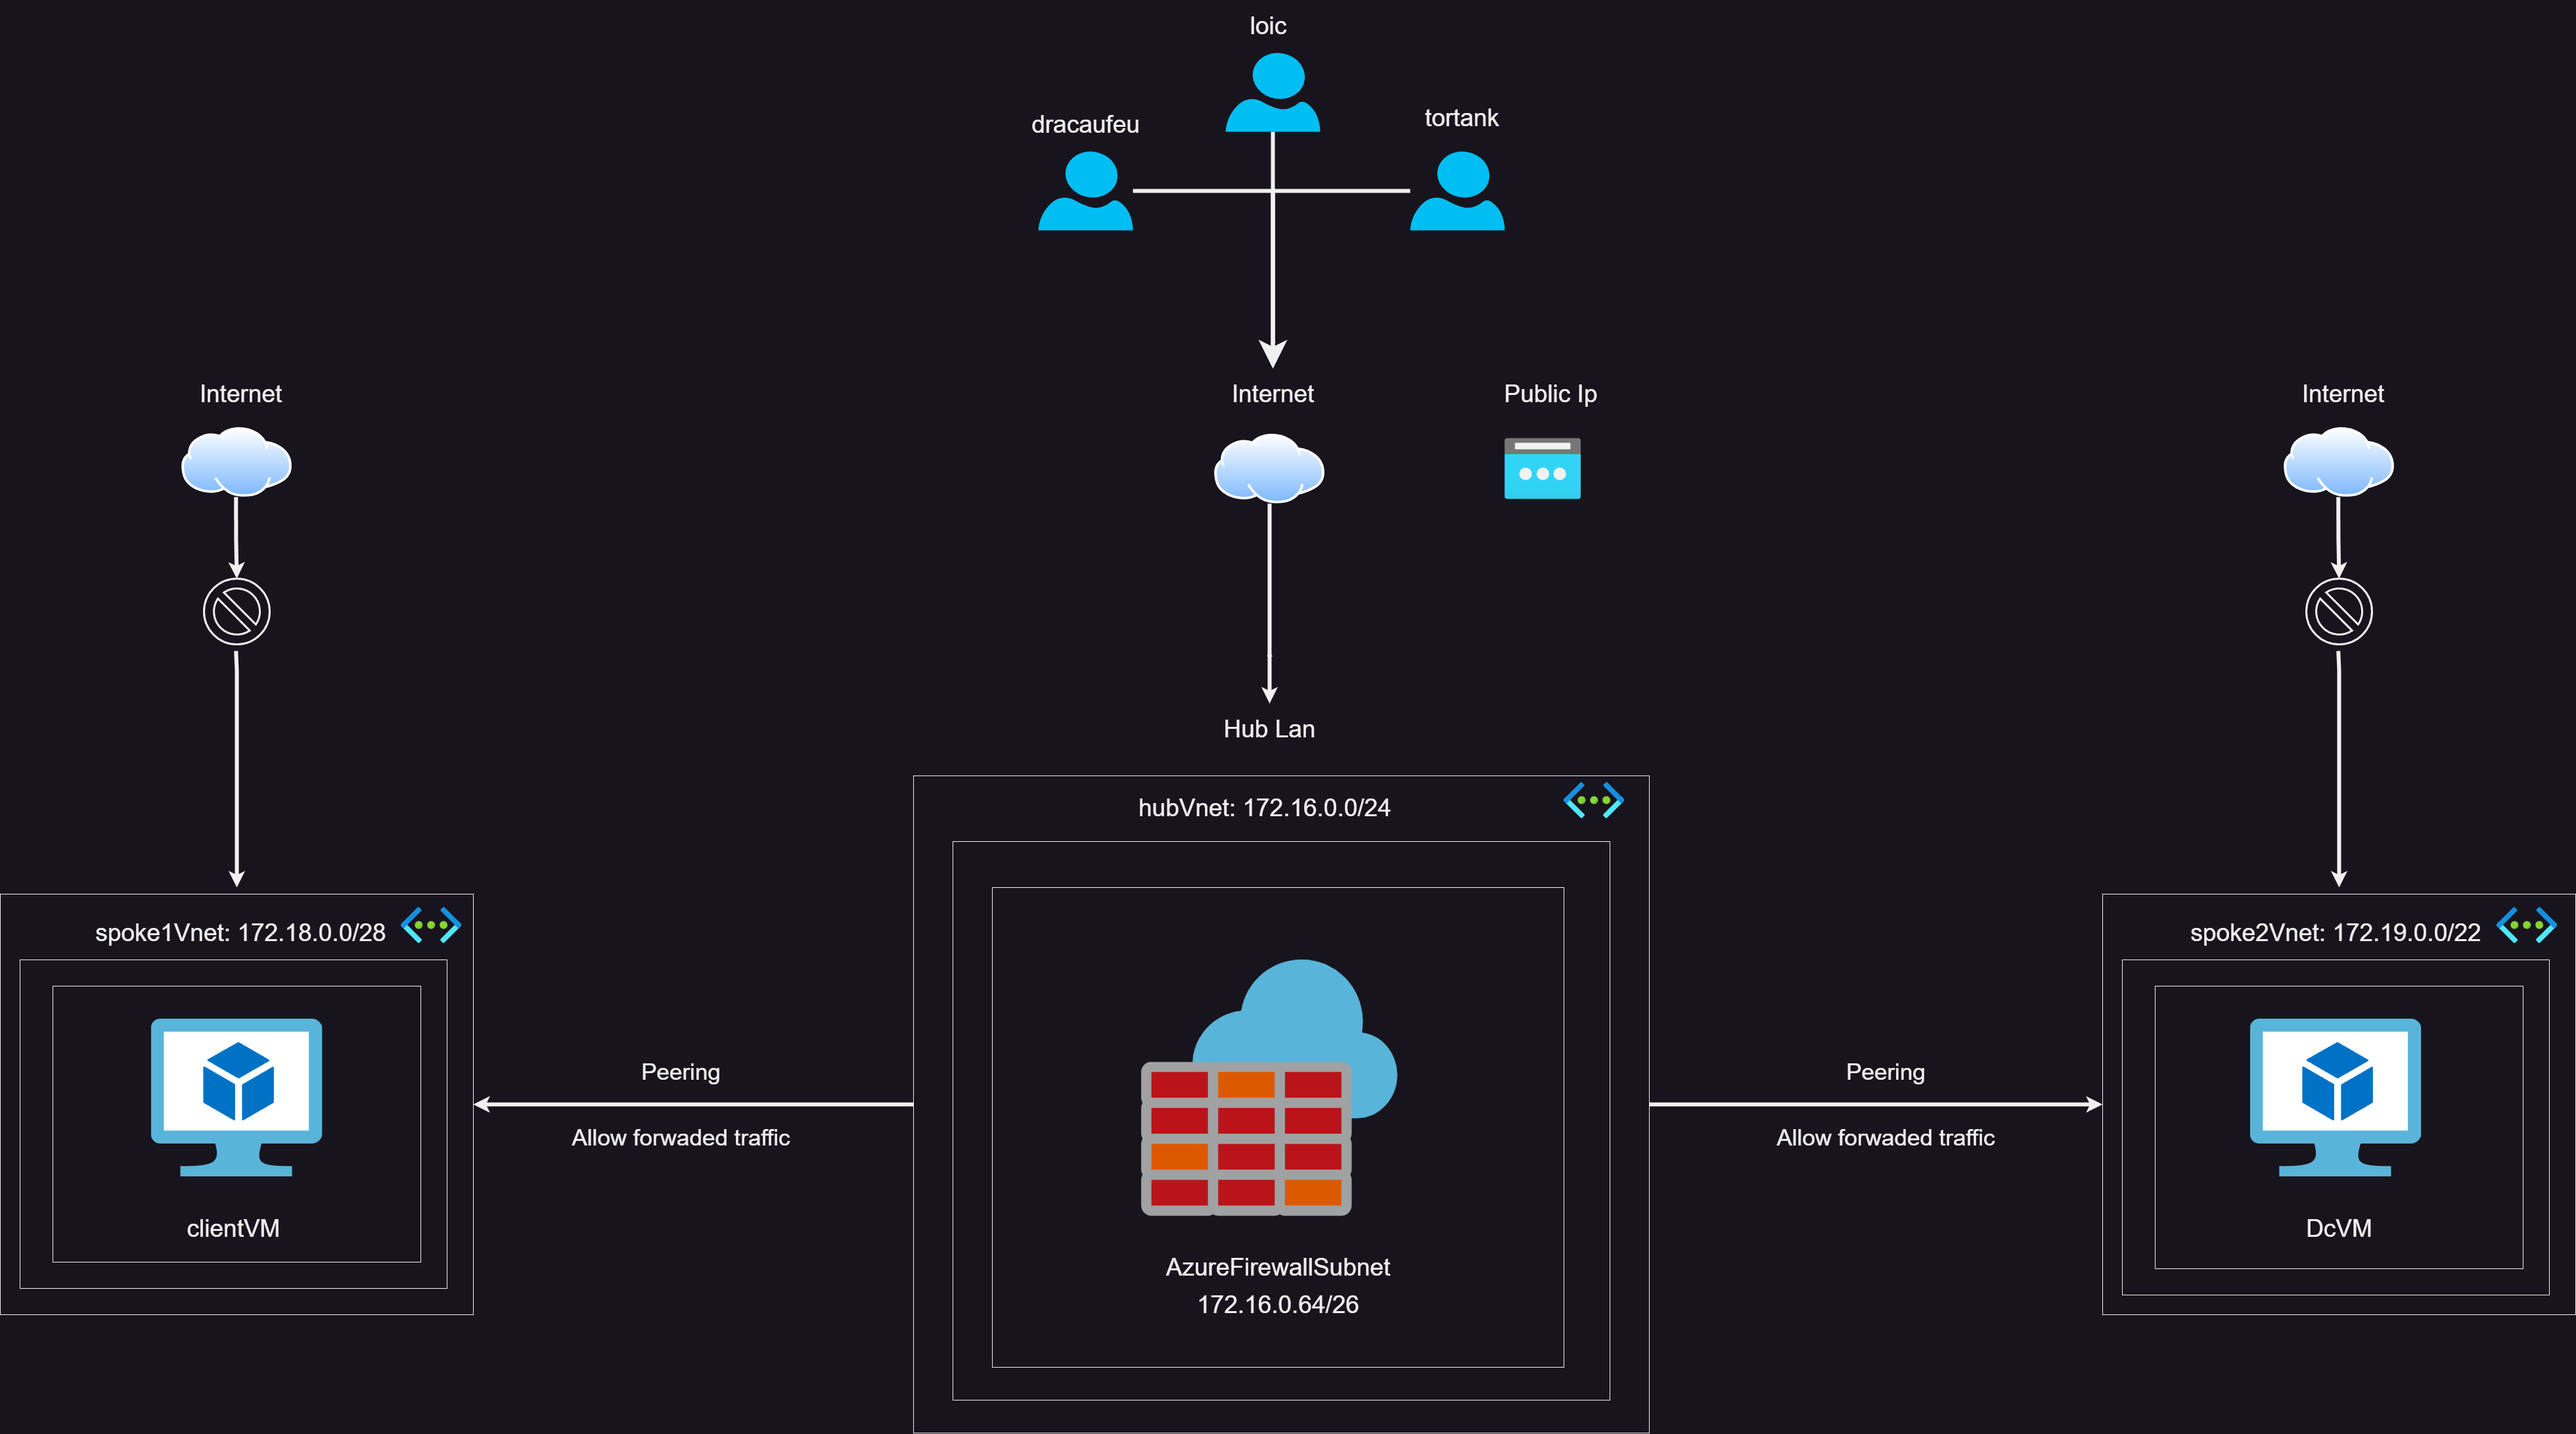 loic
dracaufeu
tortank
Internet
Internet
Public Ip
Internet
Hub Lan
hubVnet: 172.16.0.0/24
spoke1Vnet: 172.18.0.0/28
spoke2Vnet: 172.19.0.0/22
Peering
Peering
Allow forwaded traffic
Allow forwaded traffic
clientVM
DcVM
AzureFirewallSubnet
172.16.0.64/26